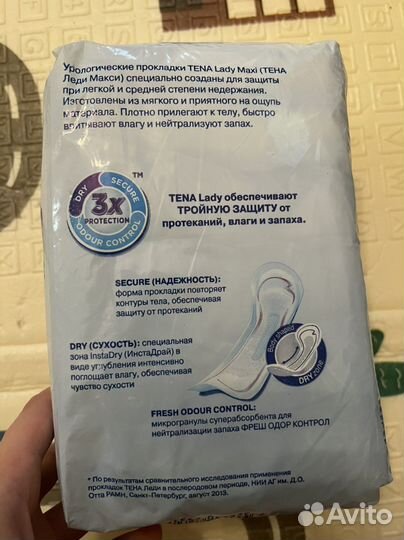 Урологические прокладки TENA Lady Maxi (ТЕНА
Леди Макси) специально созданы для защиты
при легкой и средней степени недержания.
Изготовлены из мягкого и приятного на ощупь
материала. Плотно прилегают к телу, быстро
впитывают влагу и нейтрализуют запах.
DRY SECURE TM
3x
PROTECTION
ODOUR CONTROL
TENA Lady обеспечивают
ТРОЙНУЮ ЗАЩИТУ от
протеканий, влаги и запаха.
SECURE (НАДЕЖНОСТЬ):
форма прокладки повторяет
контуры тела, обеспечивая
защиту от протеканий
Body shaped
DRY zone
DRY (СУХОСТЬ): специальная
зона InstaDry (ИнстаДрай) в
виде углубления интенсивно
поглощает влагу, обеспечивая
чувство сухости
FRESH ODOUR CONTROL:
микрогранулы суперабсорбента для
нейтрализации запаха ФРЕШ ОДОР КОНТРОЛ
* По результатам сравнительного исследования применения
прокладок ТЕНА Леди в послеродовом периоде, НИИ АГ им. Д.О.
Отта РАМН, Санкт-Петербург, август 2013.
Avito